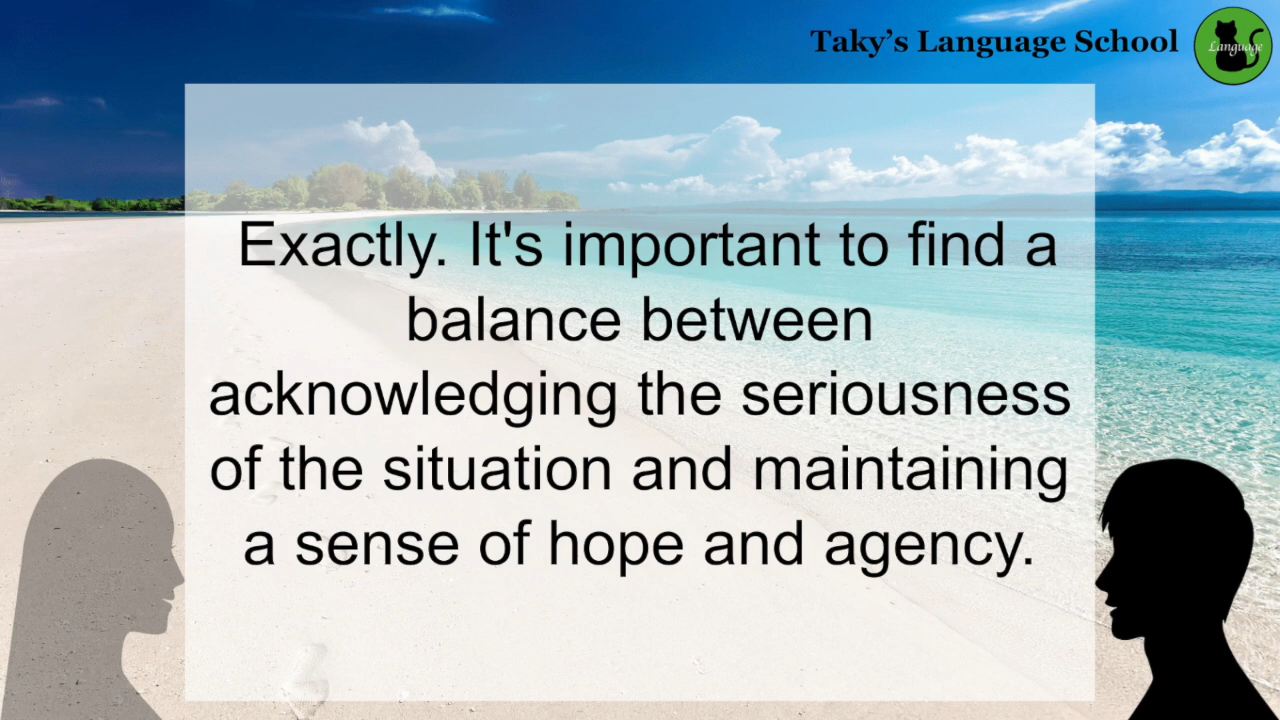 Taky’s Language School
Language
Exactly. It's important to find a
balance between
acknowledging the seriousness
of the situation and maintaining
a sense of hope and agency.